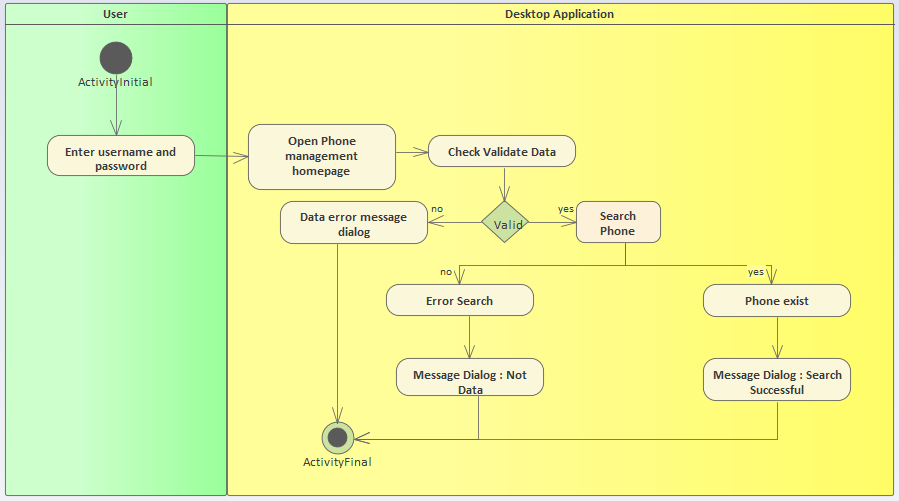 User
Desktop Application
ActivityInitial
Enter username and
password
Open Phone
management
homepage
Check Validate Data
no
Valid
yes
Data error message
dialog
Search
Phone
no
yes
Error Search
Phone exist
Message Dialog : Not
Data
Message Dialog : Search
Successful
ActivityFinal